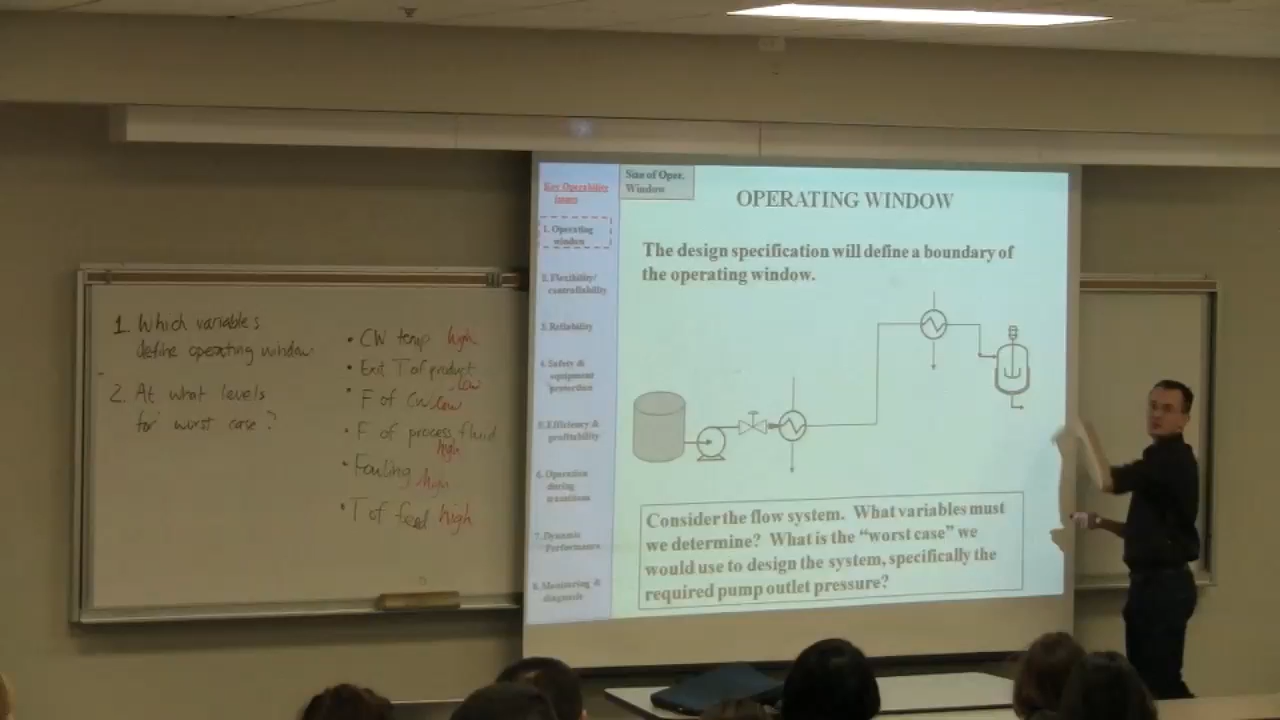 1. Which variables
define operating window
2. At what levels
for worst case?
• CW temp high
• Exit T of product
low
• F of CW low
• F of process fluid
high
• Fouling high
• T of feed high
Key Operability
issues
1. Operating
window
2. Flexibility/
controllability
3. Reliability
4. Safety &
equipment
protection
5. Efficiency &
profitability
6. Operation
during
transitions
7. Dynamic
Performance
8. Monitoring &
diagnosis
Size of Oper.
Window
OPERATING WINDOW
The design specification will define a boundary of
the operating window.
Consider the flow system. What variables must
we determine? What is the “worst case” we
would use to design the system, specifically the
required pump outlet pressure?